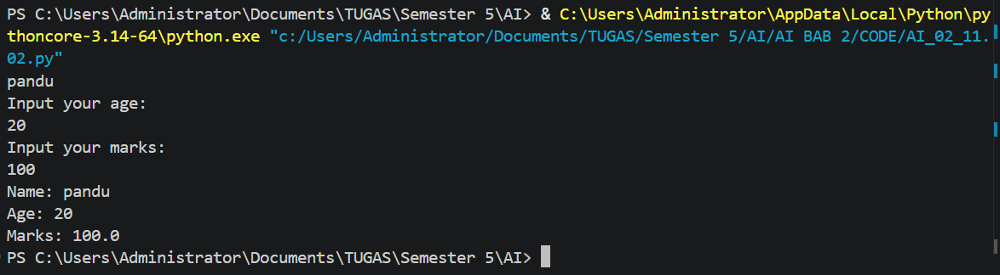 PS C:\Users\Administrator\Documents\TUGAS\Semester 5\AI> & C:\Users\Administrator\AppData\Local\Python\py
thoncore-3.14-64\python.exe "c:/Users/Administrator/Documents/TUGAS/Semester 5/AI/AI BAB 2/CODE/AI_02_11.
02.py"
pandu
Input your age:
20
Input your marks:
100
Name: pandu
Age: 20
Marks: 100.0
PS C:\Users\Administrator\Documents\TUGAS\Semester 5\AI>